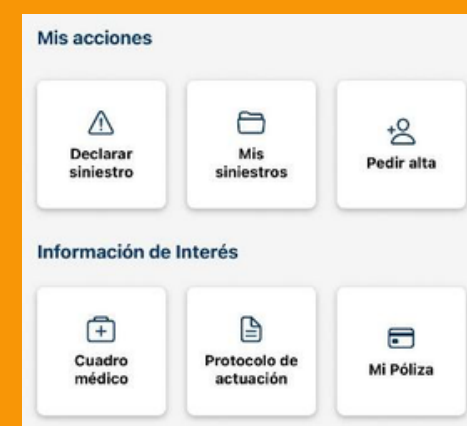 Mis acciones
Declarar
siniestro
Mis
siniestros
Pedir alta
Información de Interés
Cuadro
médico
Protocolo de
actuación
Mi Póliza